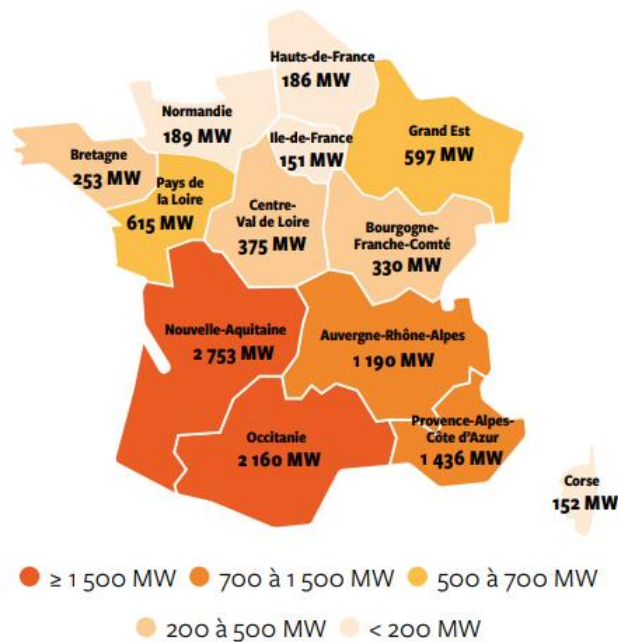 Hauts-de-France
186 MW
Normandie
189 MW
Ile-de-France
151 MW
Grand Est
597 MW
Bretagne
253 MW
Pays de
la Loire
615 MW
Centre-
Val de Loire
375 MW
Bourgogne-
Franche-Comté
330 MW
Nouvelle-Aquitaine
2 753 MW
Auvergne-Rhône-Alpes
1 190 MW
Occitanie
2 160 MW
Provence-Alpes-
Côte d'Azur
1 436 MW
Corse
152 MW
≥ 1 500 MW 700 à 1 500 MW 500 à 700 MW
200 à 500 MW < 200 MW